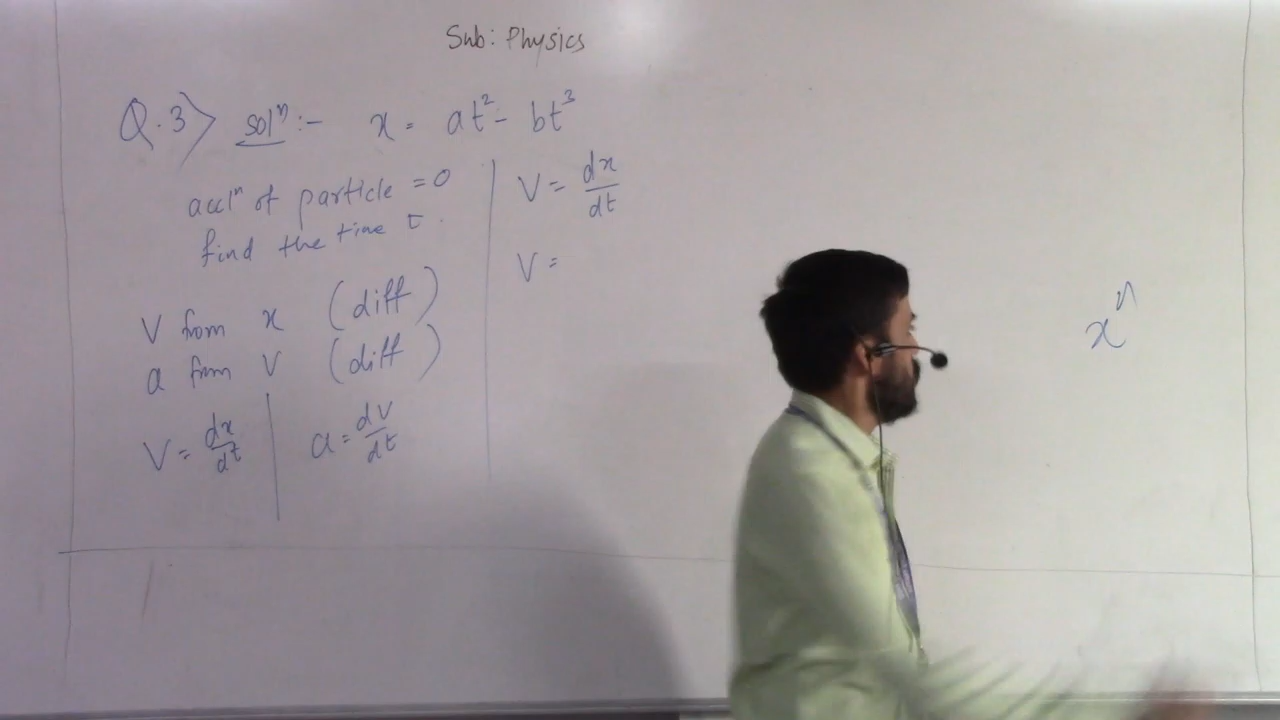 Sub: Physics
Q.3> solⁿ :- x = at² - bt³
acclⁿ of particle = 0
find the time t.
V from x (diff)
a from V (diff)
V = dx/dt
a = dv/dt
V = dx/dt
V =
xⁿ